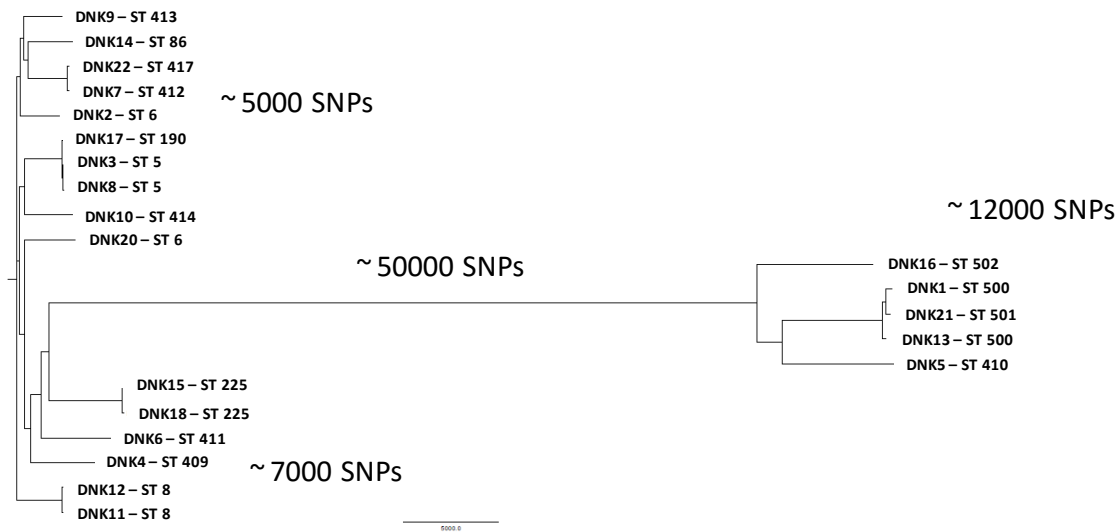 DNK9 – ST 413
DNK14 – ST 86
DNK22 – ST 417
DNK7 – ST 412
~ 5000 SNPs
DNK2 – ST 6
DNK17 – ST 190
DNK3 – ST 5
DNK8 – ST 5
~ 12000 SNPs
DNK10 – ST 414
DNK20 – ST 6
~ 50000 SNPs
DNK16 – ST 502
DNK1 – ST 500
DNK21 – ST 501
DNK13 – ST 500
DNK5 – ST 410
DNK15 – ST 225
DNK18 – ST 225
DNK6 – ST 411
DNK4 – ST 409
~ 7000 SNPs
DNK12 – ST 8
DNK11 – ST 8
5000.0